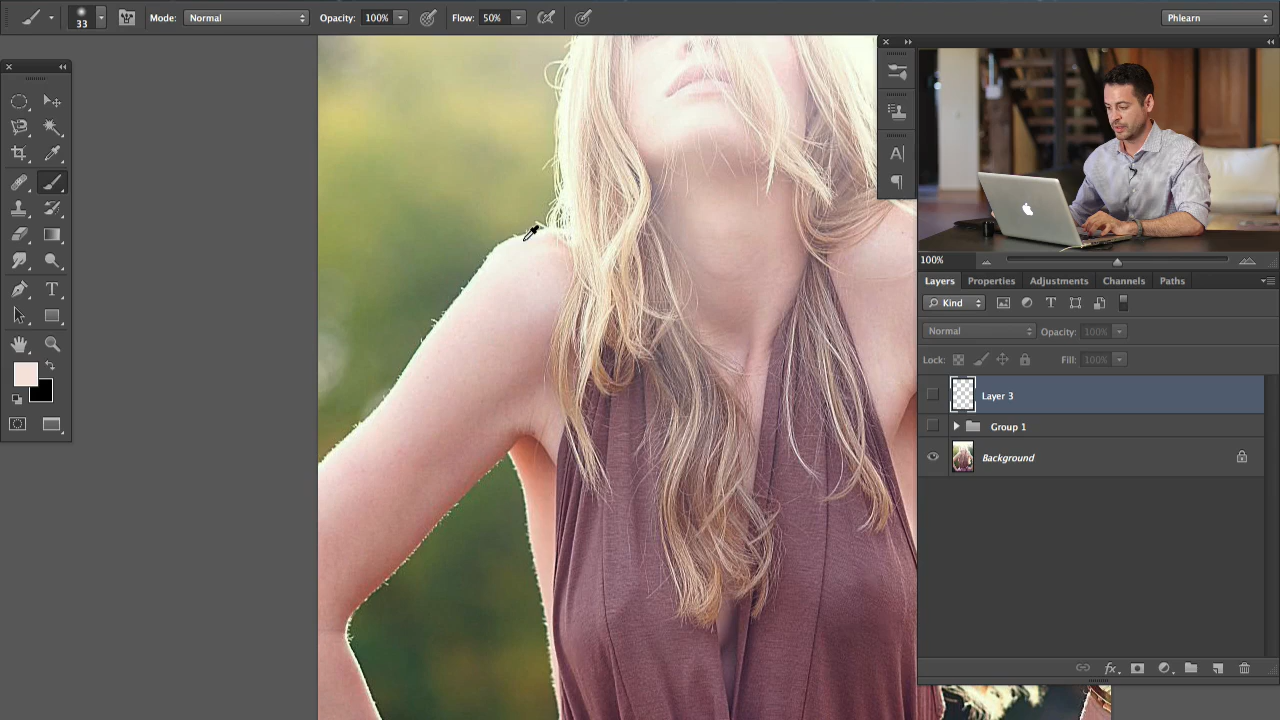 33 Mode: Normal Opacity: 100% Flow: 50% Phlearn
100%
Layers Properties Adjustments Channels Paths
Kind T
Normal Opacity: 100%
Lock: Fill: 100%
Layer 3
Group 1
Background
fx
A
T